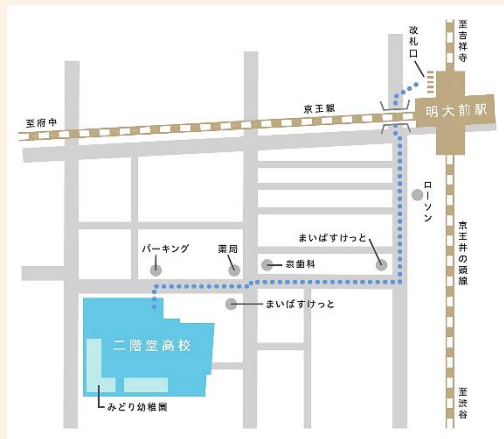 改札口
至吉祥寺
明大前駅
京王線
至府中
ローソン
京王井の頭線
まいばすけっと
パーキング
薬局
泉歯科
まいばすけっと
二階堂高校
みどり幼稚園
至渋谷